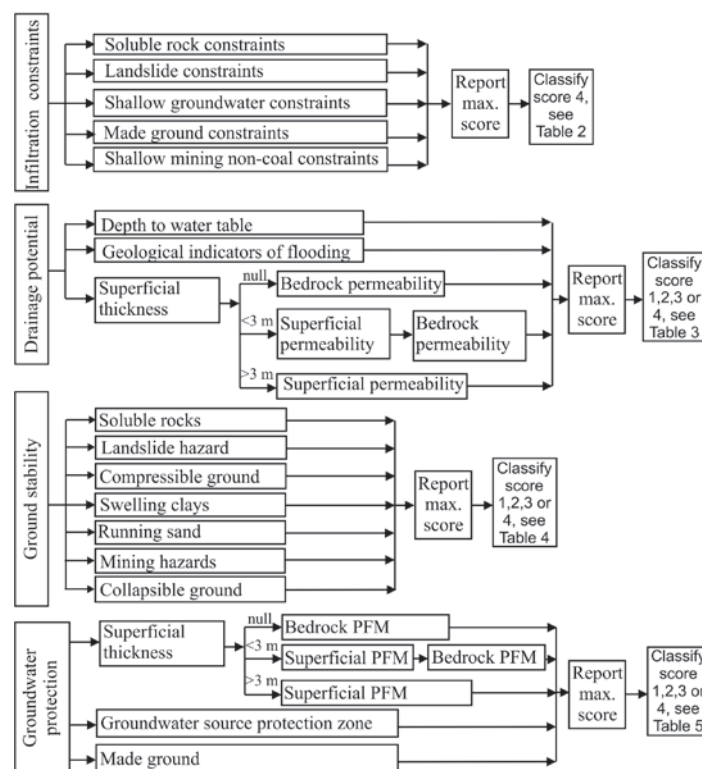 Infiltration constraints
Soluble rock constraints
Landslide constraints
Shallow groundwater constraints
Made ground constraints
Shallow mining non-coal constraints
Report
max.
score
Classify
score 4,
see
Table 2
Drainage potential
Depth to water table
Geological indicators of flooding
Superficial
thickness
null
Bedrock permeability
<3 m
Superficial
permeability
Bedrock
permeability
>3 m
Superficial permeability
Report
max.
score
Classify
score
1,2,3 or
4, see
Table 3
Ground stability
Soluble rocks
Landslide hazard
Compressible ground
Swelling clays
Running sand
Mining hazards
Collapsible ground
Report
max.
score
Classify
score
1,2,3 or
4, see
Table 4
Groundwater
protection
Superficial
thickness
null
Bedrock PFM
<3 m
Superficial PFM
Bedrock PFM
>3 m
Superficial PFM
Groundwater source protection zone
Made ground
Report
max.
score
Classify
score
1,2,3 or
4, see
Table 5